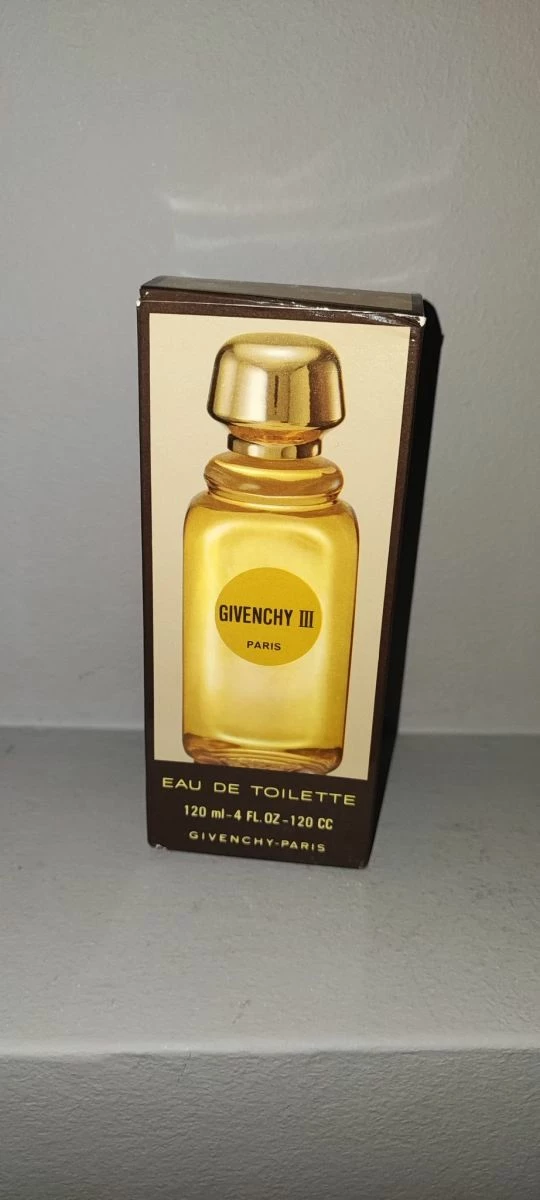 GIVENCHY III
PARIS
EAU DE TOILETTE
120 ml-4 FL.OZ-120 CC
GIVENCHY-PARIS